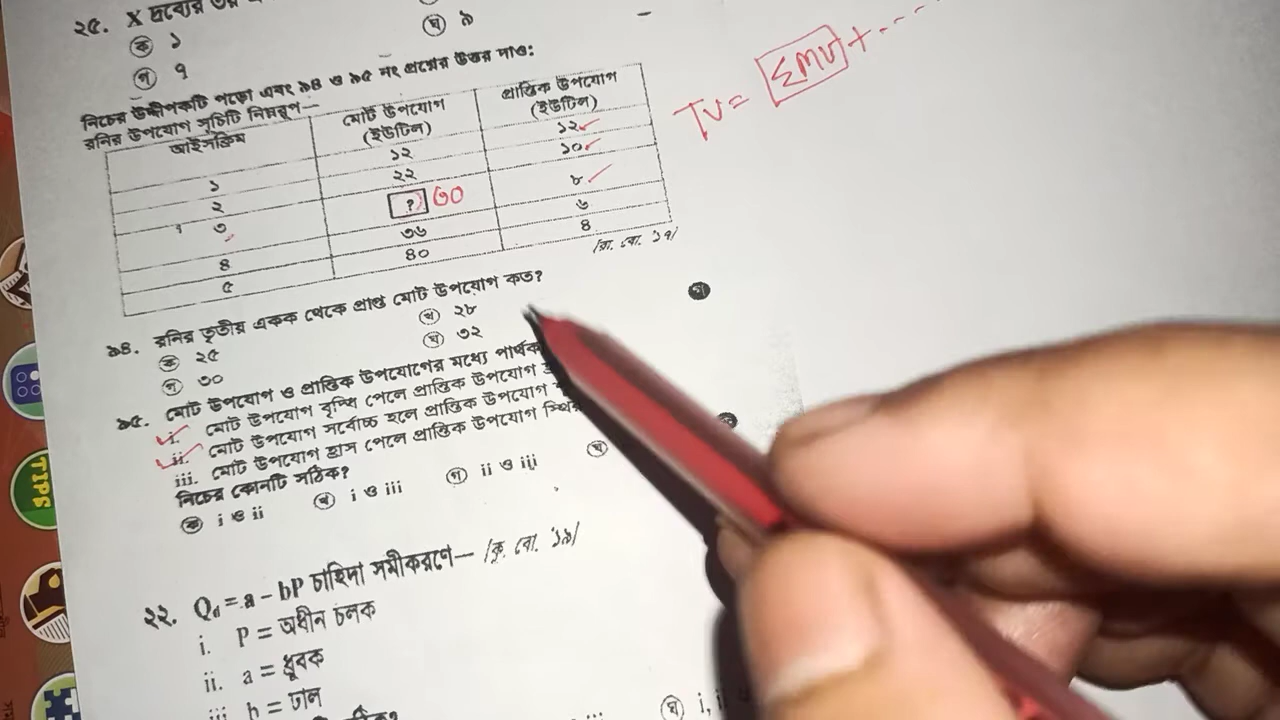 ২৫. X দ্রব্যের
ক ১
ঘ ৯
গ ৭
নিচের উদ্দীপকটি পড়ো এবং ৯৪ ও ৯৫ নং প্রশ্নের উত্তর দাও:
রনির উপযোগ সূচিটি নিম্নরূপ—
আইসক্রিম মোট উপযোগ (ইউটিল) প্রান্তিক উপযোগ (ইউটিল)
১ ১২ ১২
২ ২২ ১০
৩ ? ৩০ ৮
৪ ৩৬ ৬
৫ ৪০ ৪
/রা. বো. ১৭/
TU = ΣMU + ----
৯৪. রনির তৃতীয় একক থেকে প্রাপ্ত মোট উপযোগ কত?
ক ২৫ খ ২৮
গ ৩০ ঘ ৩২
গ
৯৫. মোট উপযোগ ও প্রান্তিক উপযোগের মধ্যে
i. মোট উপযোগ বৃদ্ধি পেলে প্রান্তিক উপযোগ
ii. মোট উপযোগ সর্বোচ্চ হলে প্রান্তিক উপযোগ
iii. মোট উপযোগ হ্রাস পেলে প্রান্তিক উপযোগ
নিচের কোনটি সঠিক?
ক i ও ii খ i ও iii গ ii ও iii ঘ
২২. Qd = a - bP চাহিদা সমীকরণে— /কু. বো. '১৯/
i. P = অধীন চলক
ii. a = ধ্রুবক
iii b = ঢাল
ঘ i, i
TIPS